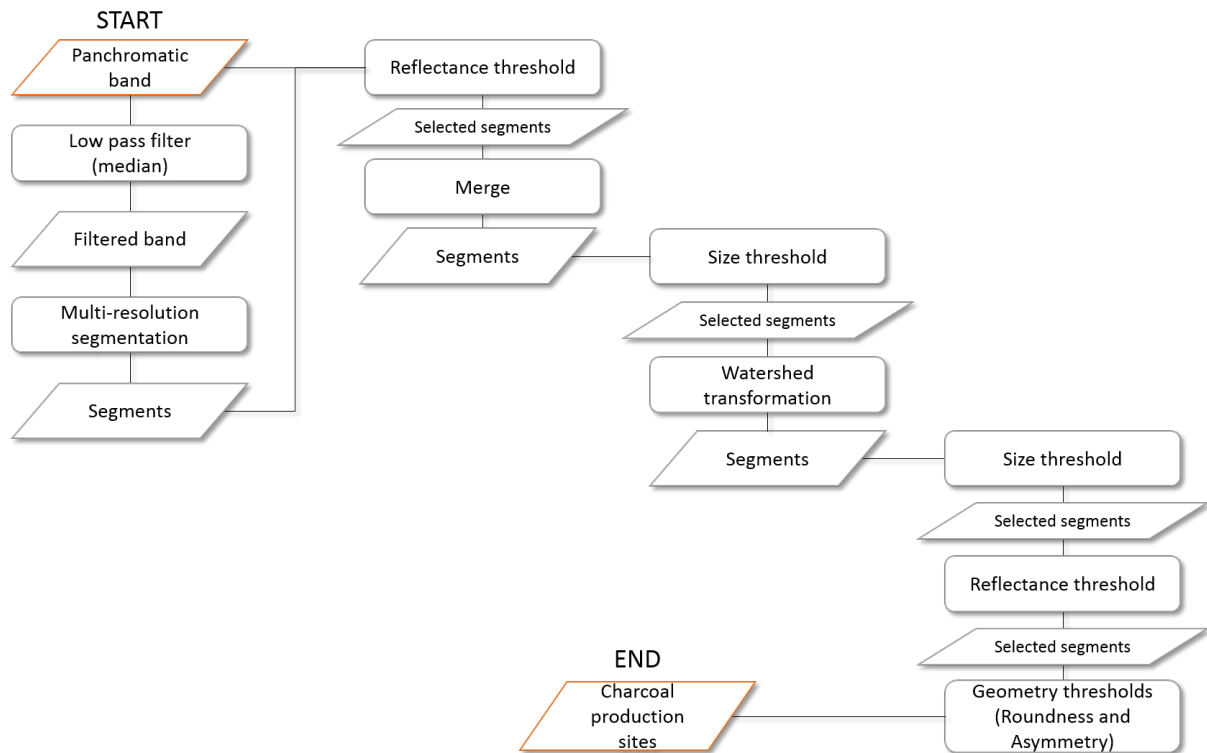 START
Panchromatic
band
Low pass filter
(median)
Filtered band
Multi-resolution
segmentation
Segments
Reflectance threshold
Selected segments
Merge
Segments
Size threshold
Selected segments
Watershed
transformation
Segments
Size threshold
Selected segments
Reflectance threshold
Selected segments
Geometry thresholds
(Roundness and
Asymmetry)
END
Charcoal
production
sites